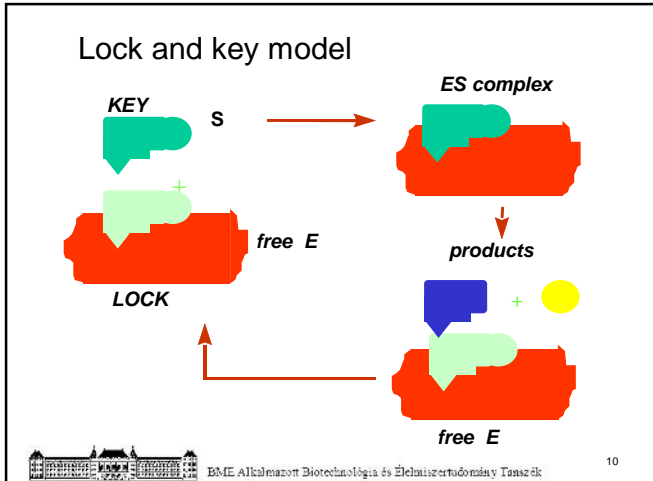 Lock and key model
KEY
S
ES complex
+
free E
LOCK
products
+
free E
BME Alkalmazott Biotechnológia és Élelmiszertudomány Tanszék
10